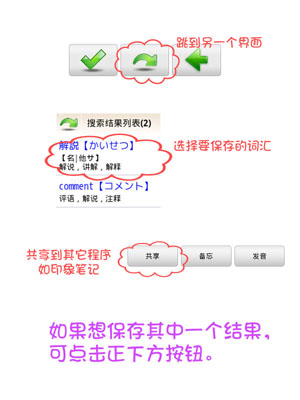 跳到另一个界面
搜索结果列表(2)
解説【かいせつ】
【名|他サ】
解说，讲解，解释
选择要保存的词汇
comment【コメント】
评语，解说，注释
共享到其它程序
如印象笔记
共享
备忘
发音
如果想保存其中一个结果，
可点击正下方按钮。